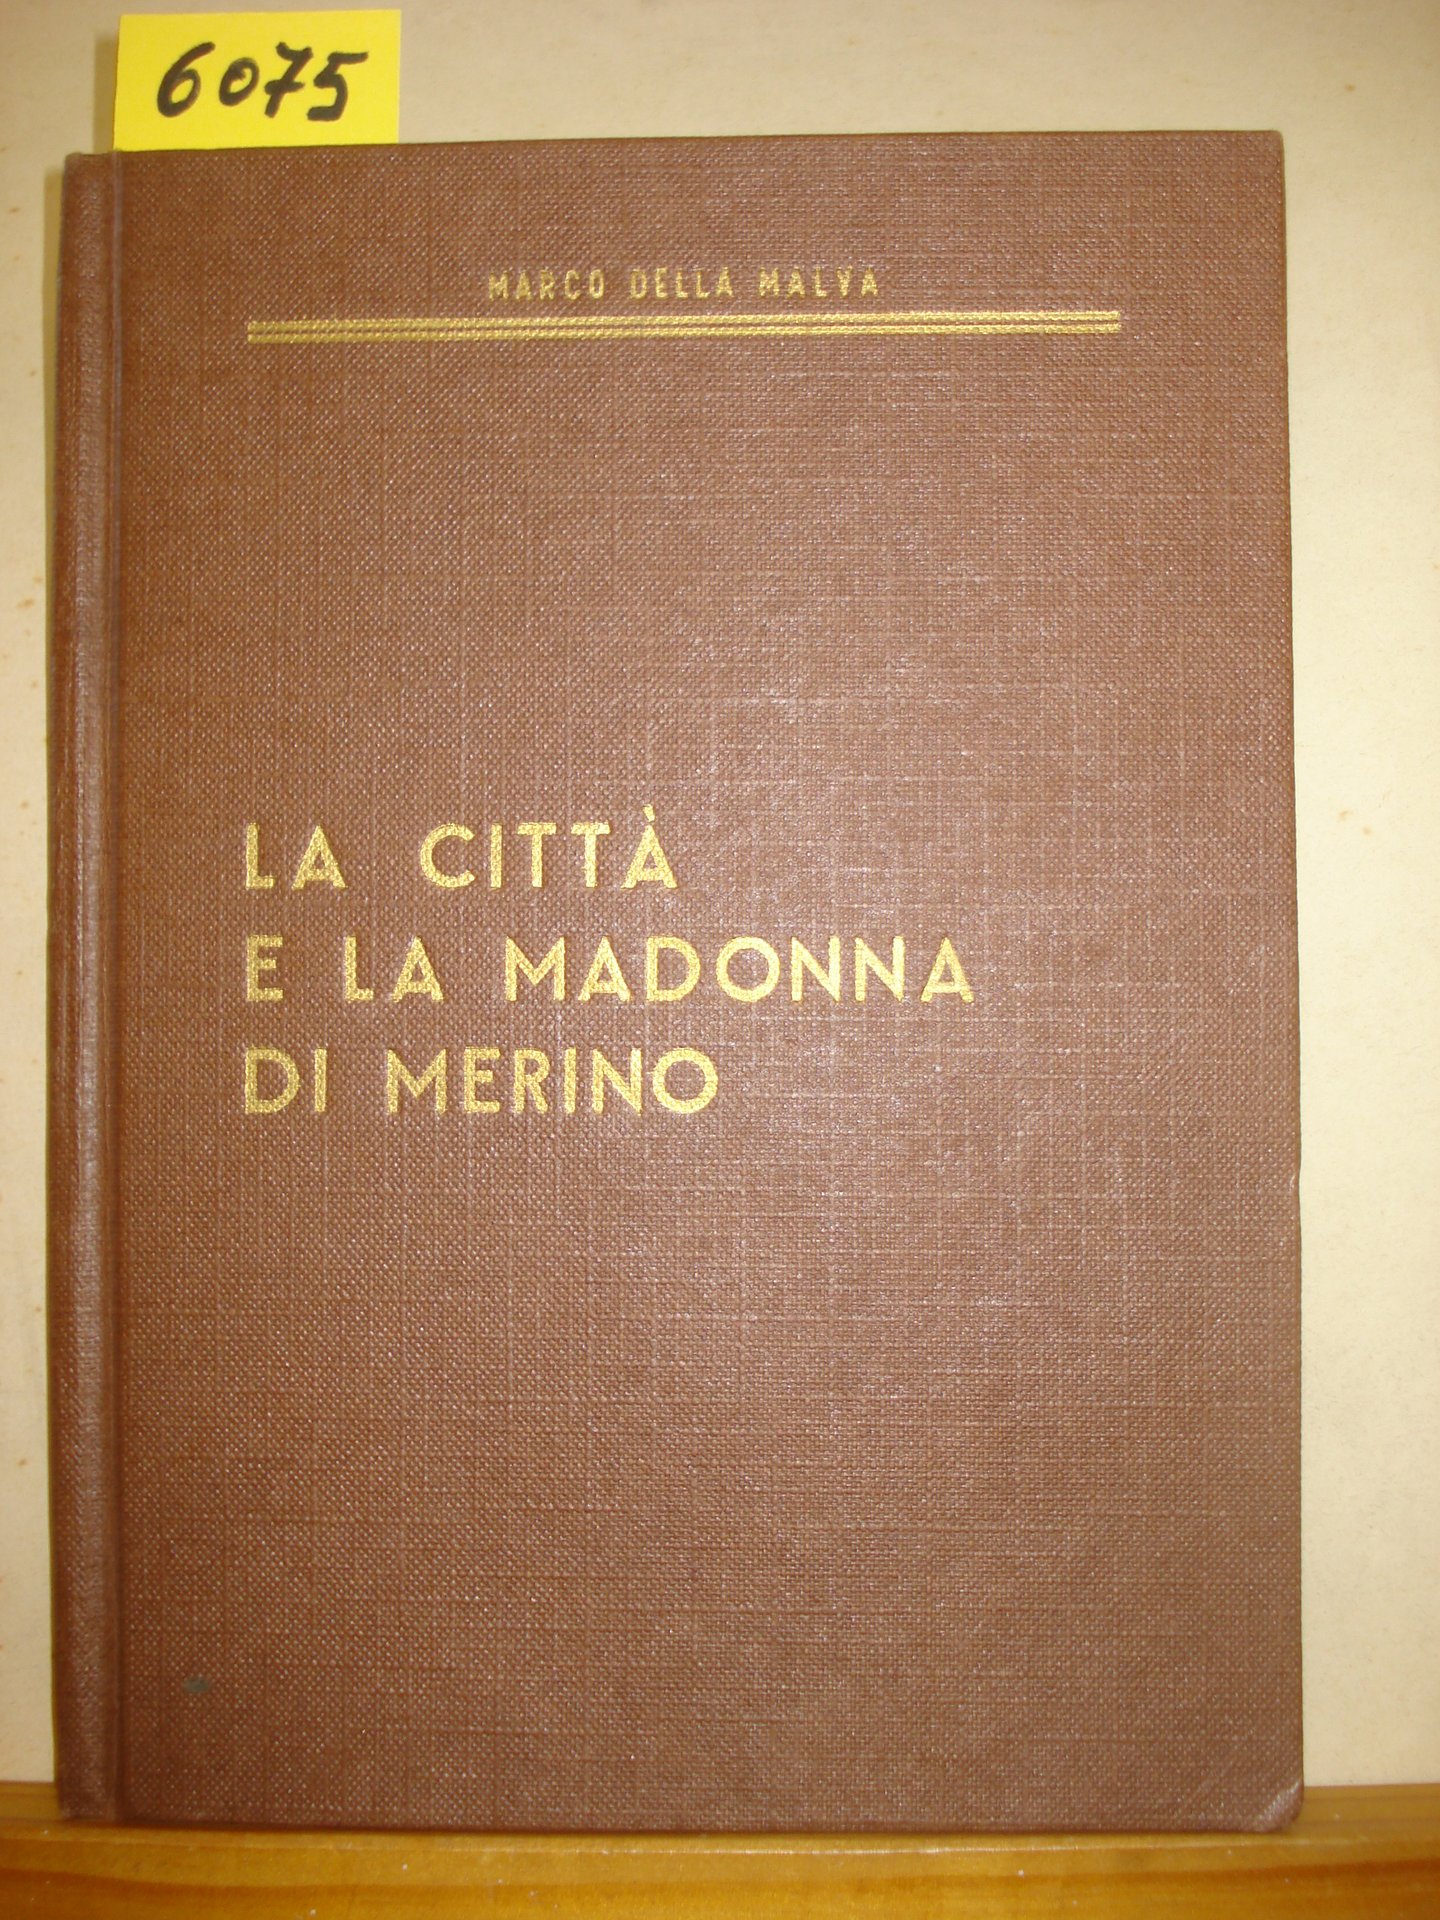 6075
MARCO DELLA MALVA
LA CITTÀ
E LA MADONNA
DI MERINO